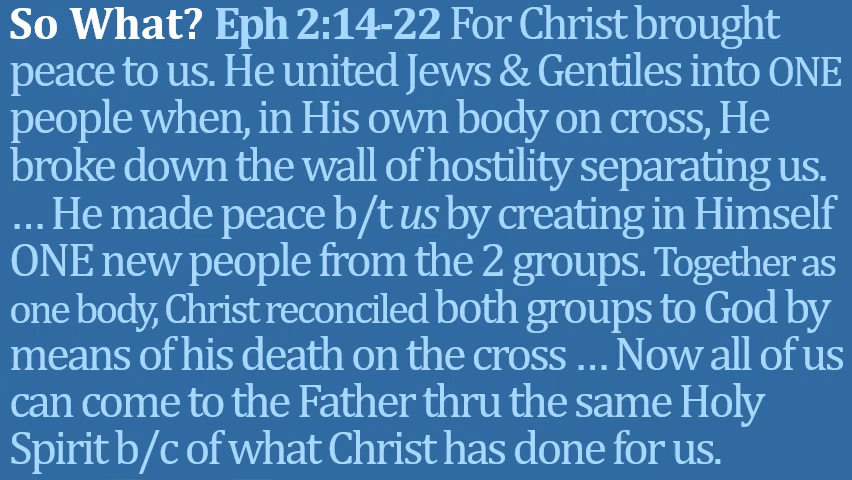 So What? Eph 2:14-22 For Christ brought
peace to us. He united Jews & Gentiles into ONE
people when, in His own body on cross, He
broke down the wall of hostility separating us.
… He made peace b/t us by creating in Himself
ONE new people from the 2 groups. Together as
one body, Christ reconciled both groups to God by
means of his death on the cross … Now all of us
can come to the Father thru the same Holy
Spirit b/c of what Christ has done for us.